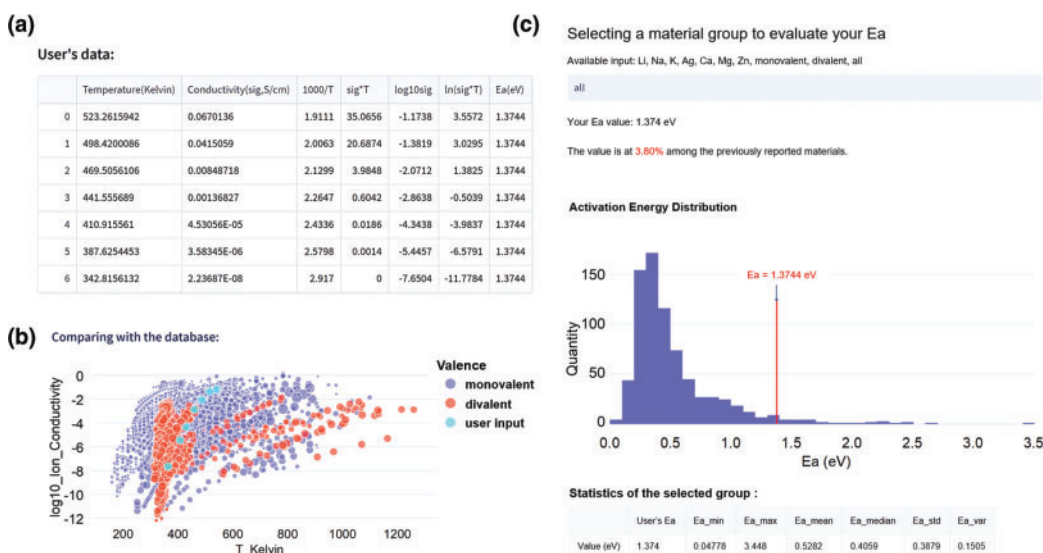 (a)
User's data:
Temperature(Kelvin) Conductivity(sig,S/cm) 1000/T sig*T log10sig ln(sig*T) Ea(eV)
0 523.2615942 0.0670136 1.9111 35.0656 -1.1738 3.5572 1.3744
1 498.4200086 0.0415059 2.0063 20.6874 -1.3819 3.0295 1.3744
2 469.5056106 0.00848718 2.1299 3.9848 -2.0712 1.3825 1.3744
3 441.555689 0.00136827 2.2647 0.6042 -2.8638 -0.5039 1.3744
4 410.915561 4.53056E-05 2.4336 0.0186 -4.3438 -3.9837 1.3744
5 387.6254453 3.58345E-06 2.5798 0.0014 -5.4457 -6.5791 1.3744
6 342.8156132 2.23687E-08 2.917 0 -7.6504 -11.7784 1.3744
(b) Comparing with the database:
log10_Ion_Conductivity
0
-2
-4
-6
-8
-10
-12
200 400 600 800 1000 1200
T_Kelvin
Valence
monovalent
divalent
user input
(c)
Selecting a material group to evaluate your Ea
Available input: Li, Na, K, Ag, Ca, Mg, Zn, monovalent, divalent, all
all
Your Ea value: 1.374 eV
The value is at 3.80% among the previously reported materials.
Activation Energy Distribution
Ea = 1.3744 eV
Quantity
150
100
50
0
0.0 0.5 1.0 1.5 2.0 2.5 3.0 3.5
Ea (eV)
Statistics of the selected group :
User's Ea Ea_min Ea_max Ea_mean Ea_median Ea_std Ea_var
Value (eV) 1.374 0.04778 3.448 0.5282 0.4059 0.3879 0.1505